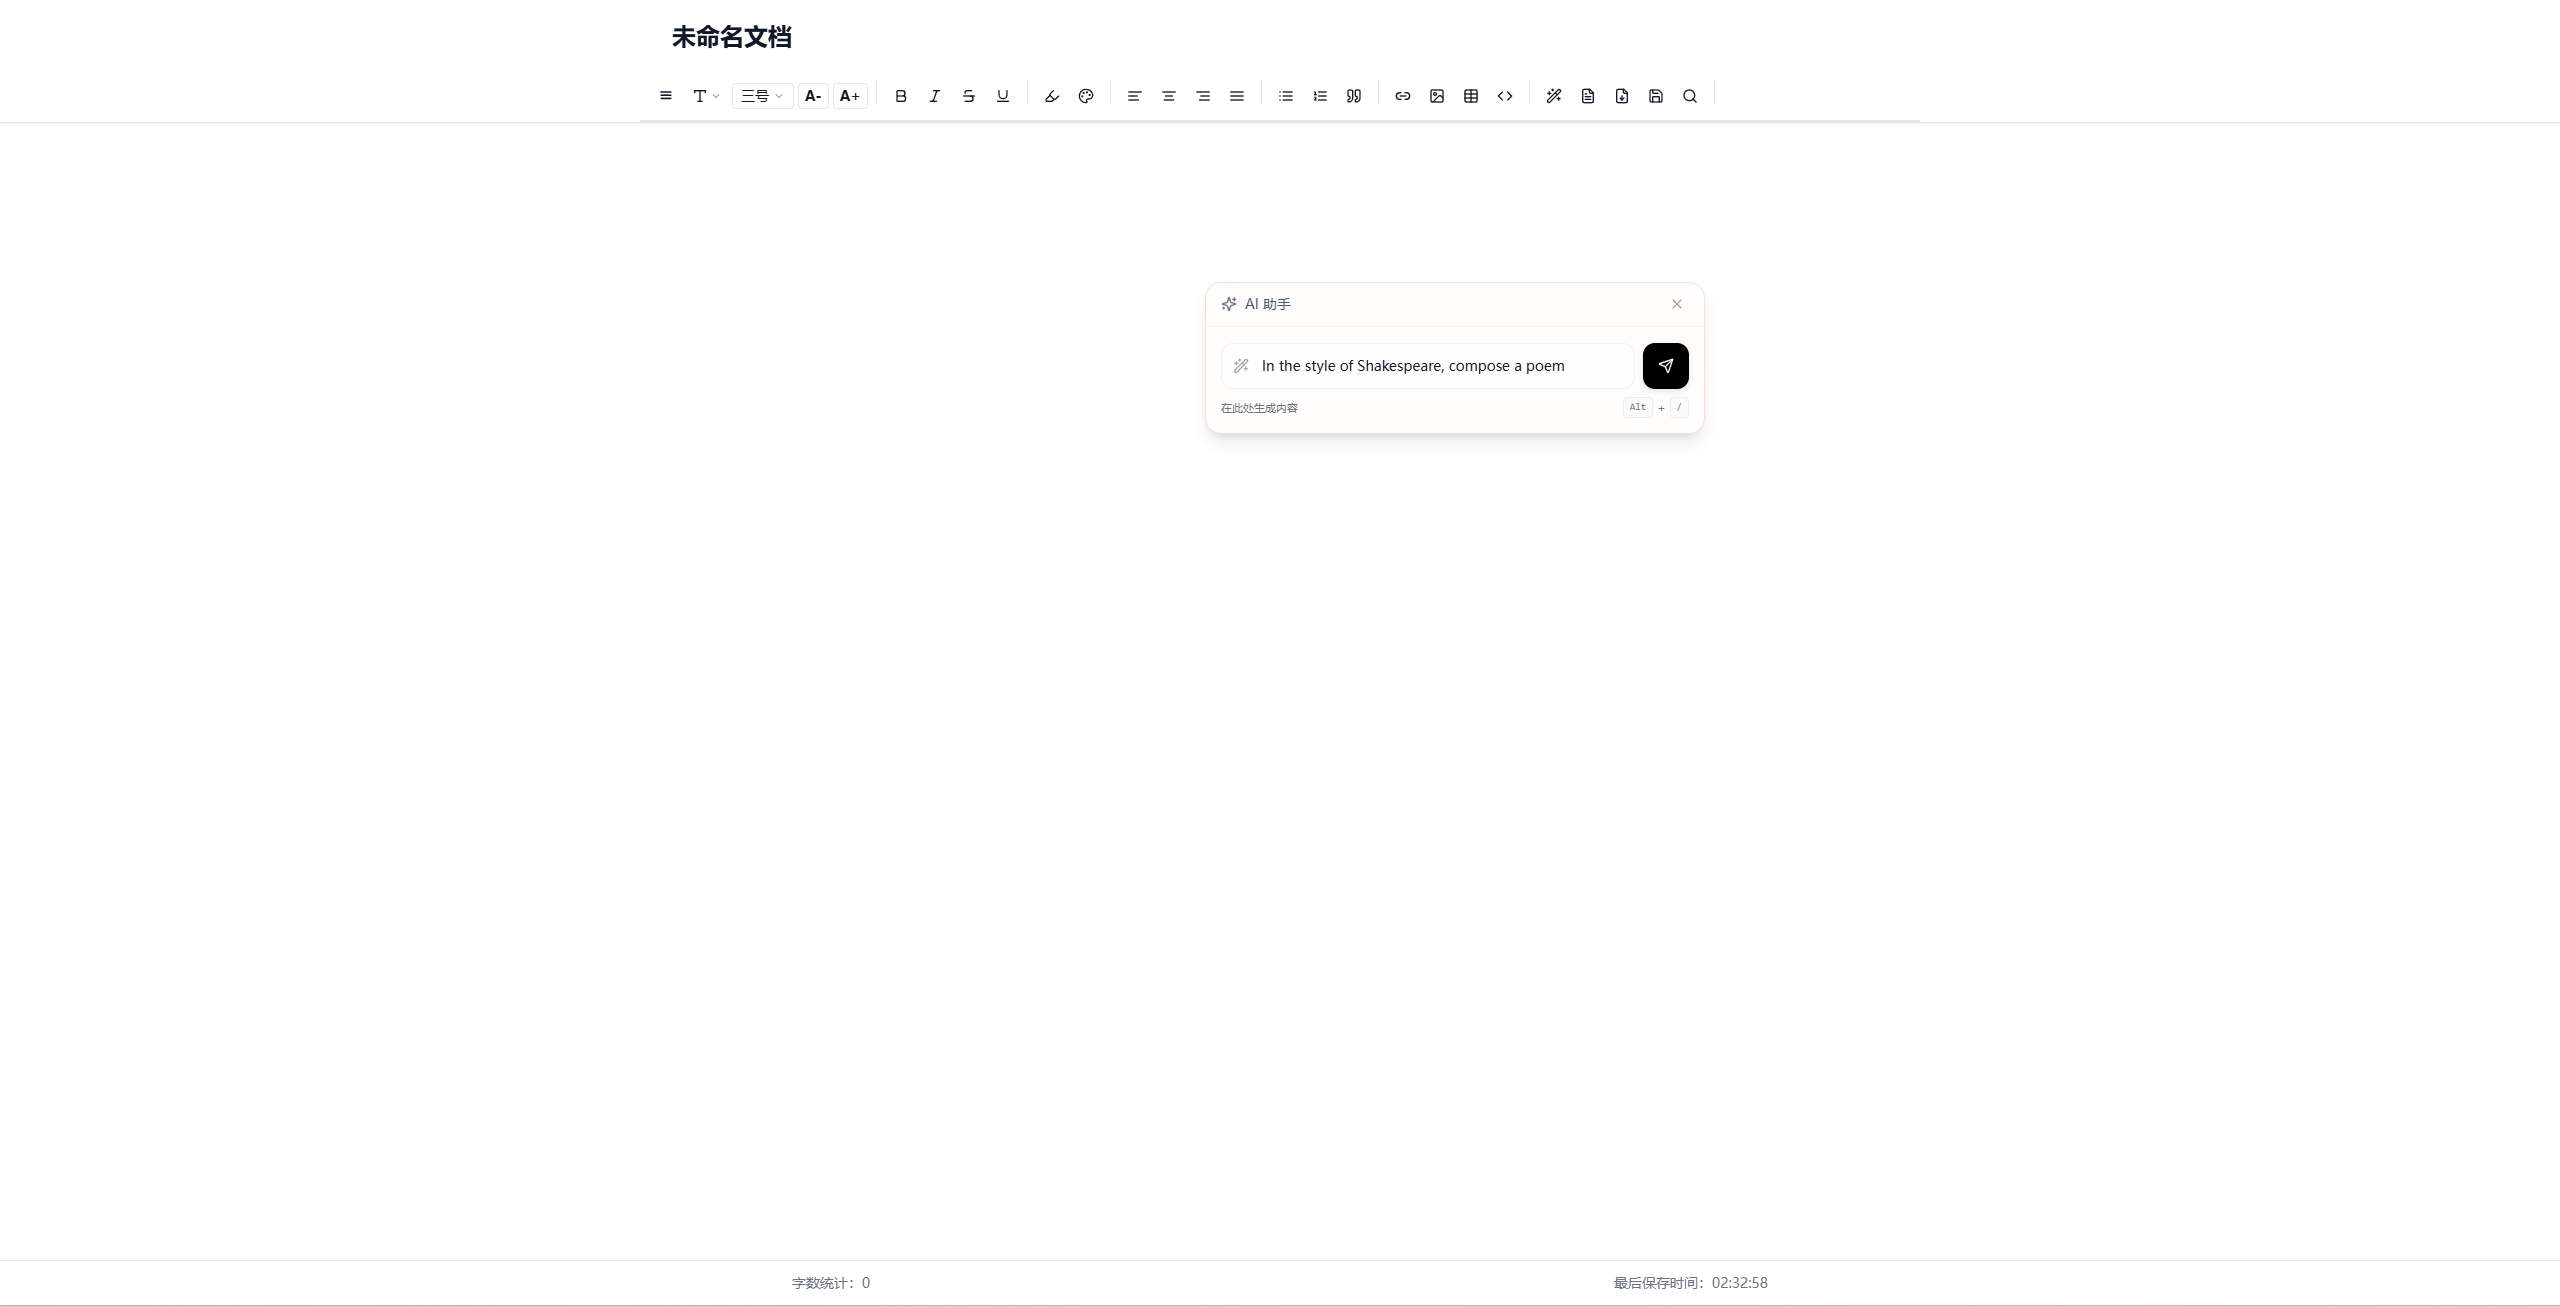 未命名文档
三号 A- A+
AI 助手
In the style of Shakespeare, compose a poem
在此处生成内容 Alt + /
字数统计：0 最后保存时间：02:32:58